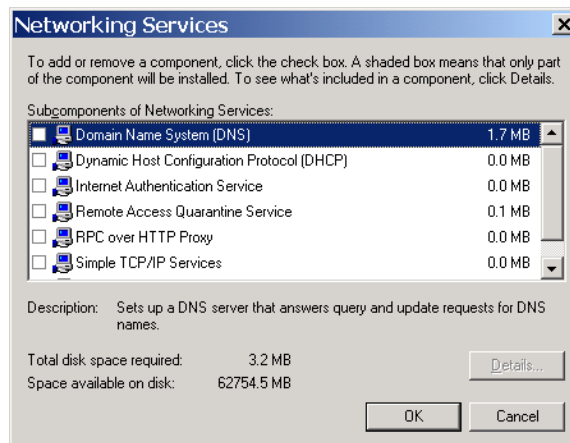 Networking Services
To add or remove a component, click the check box. A shaded box means that only part
of the component will be installed. To see what's included in a component, click Details.
Subcomponents of Networking Services:
Domain Name System (DNS) 1.7 MB
Dynamic Host Configuration Protocol (DHCP) 0.0 MB
Internet Authentication Service 0.0 MB
Remote Access Quarantine Service 0.1 MB
RPC over HTTP Proxy 0.0 MB
Simple TCP/IP Services 0.0 MB
Description: Sets up a DNS server that answers query and update requests for DNS
names.
Total disk space required: 3.2 MB
Details...
Space available on disk: 62754.5 MB
OK Cancel